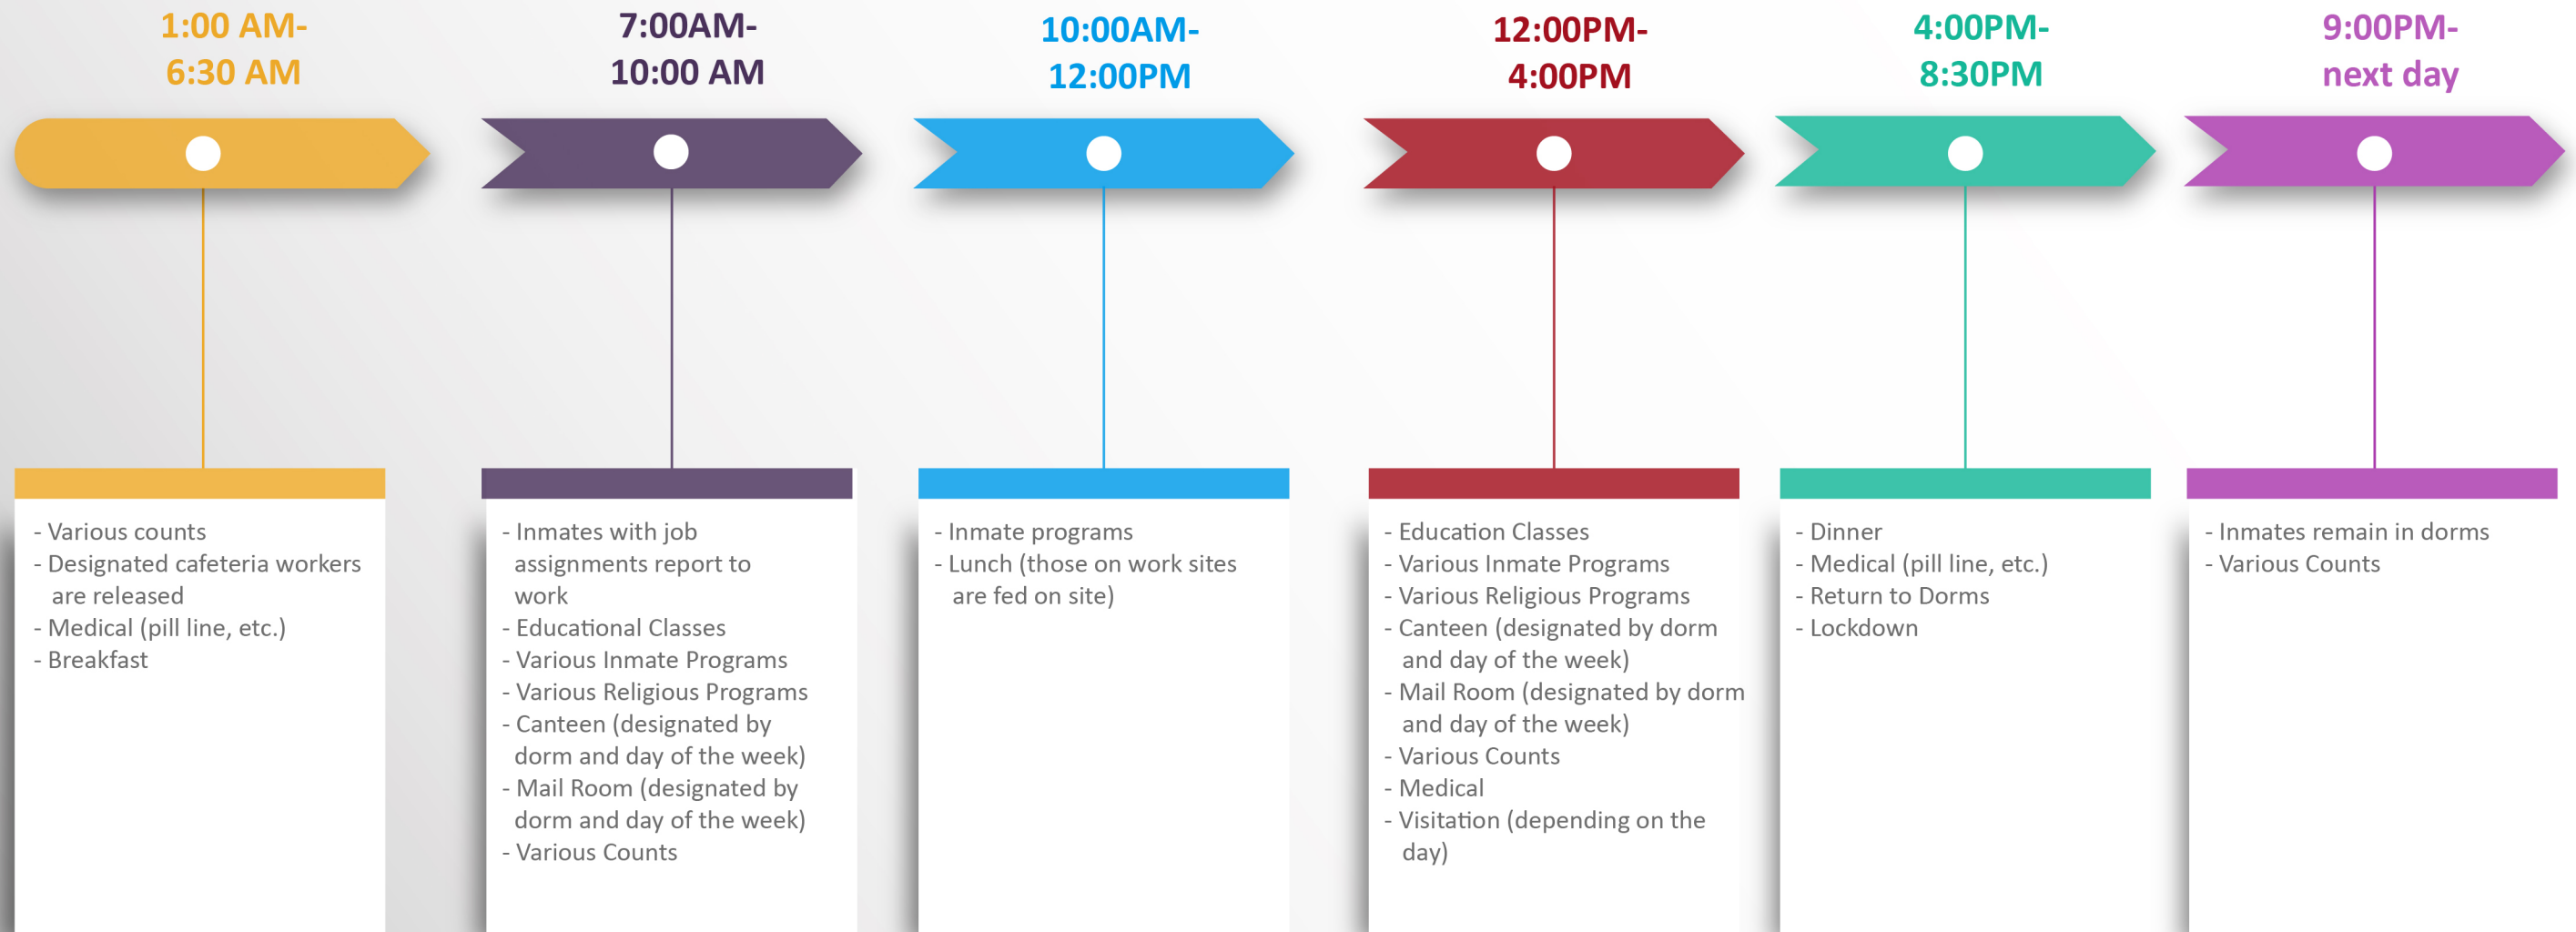 1:00 AM-
6:30 AM
- Various counts
- Designated cafeteria workers
are released
- Medical (pill line, etc.)
- Breakfast
7:00AM-
10:00 AM
- Inmates with job
assignments report to
work
- Educational Classes
- Various Inmate Programs
- Various Religious Programs
- Canteen (designated by
dorm and day of the week)
- Mail Room (designated by
dorm and day of the week)
- Various Counts
10:00AM-
12:00PM
- Inmate programs
- Lunch (those on work sites
are fed on site)
12:00PM-
4:00PM
- Education Classes
- Various Inmate Programs
- Various Religious Programs
- Canteen (designated by dorm
and day of the week)
- Mail Room (designated by dorm
and day of the week)
- Various Counts
- Medical
- Visitation (depending on the
day)
4:00PM-
8:30PM
- Dinner
- Medical (pill line, etc.)
- Return to Dorms
- Lockdown
9:00PM-
next day
- Inmates remain in dorms
- Various Counts